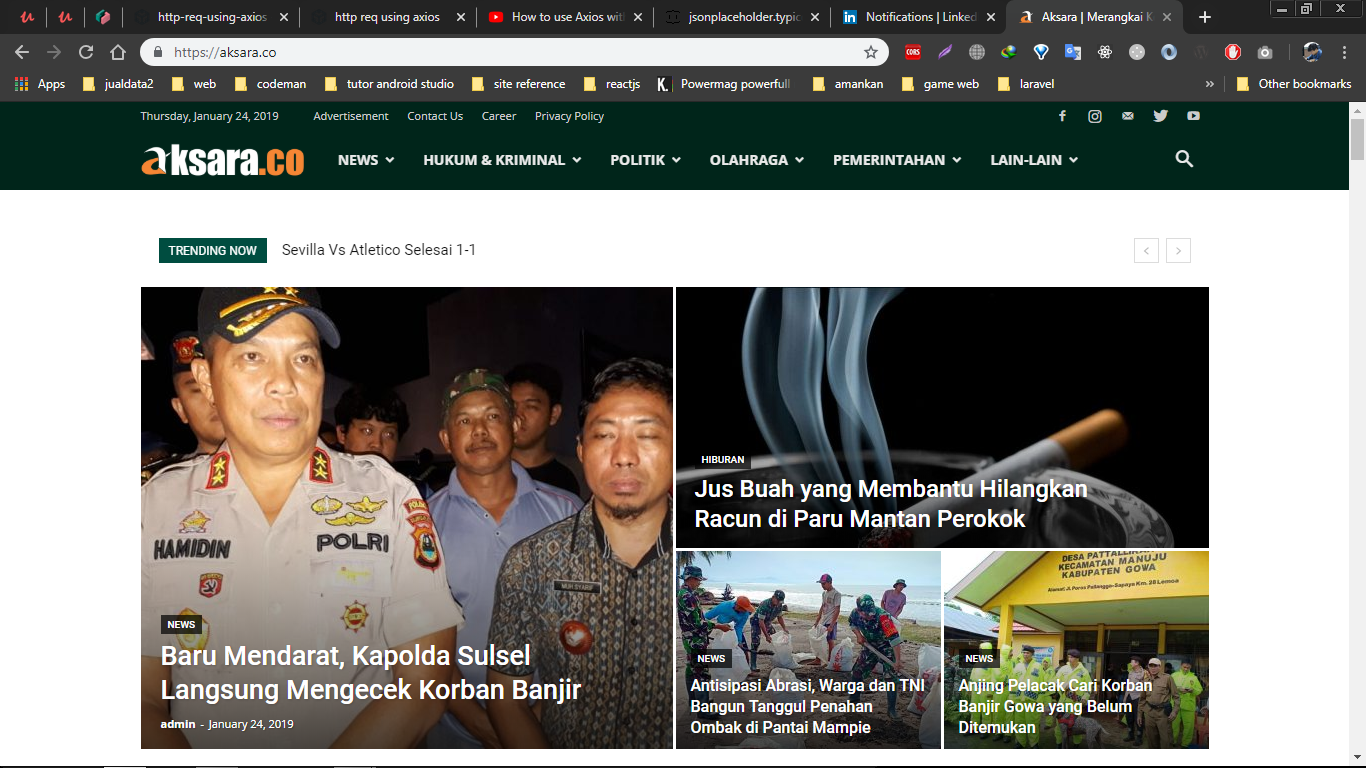 http-req-using-axios
http req using axios
How to use Axios wit
jsonplaceholder.typic
Notifications | Linked
Aksara | Merangkai K
https://aksara.co
CORS
Apps
jualdata2
web
codeman
tutor android studio
site reference
reactjs
Powermag powerfull
amankan
game web
laravel
»
Other bookmarks
Thursday, January 24, 2019
Advertisement
Contact Us
Career
Privacy Policy
aksara.co
NEWS
HUKUM & KRIMINAL
POLITIK
OLAHRAGA
PEMERINTAHAN
LAIN-LAIN
TRENDING NOW
Sevilla Vs Atletico Selesai 1-1
HAMIDIN
POLRI
MUH SYARIF
NEWS
Baru Mendarat, Kapolda Sulsel
Langsung Mengecek Korban Banjir
admin - January 24, 2019
HIBURAN
Jus Buah yang Membantu Hilangkan
Racun di Paru Mantan Perokok
NEWS
Antisipasi Abrasi, Warga dan TNI
Bangun Tanggul Penahan
Ombak di Pantai Mampie
DESA PATTALLIKANG
KECAMATAN MANUJU
KABUPATEN GOWA
NEWS
Anjing Pelacak Cari Korban
Banjir Gowa yang Belum
Ditemukan